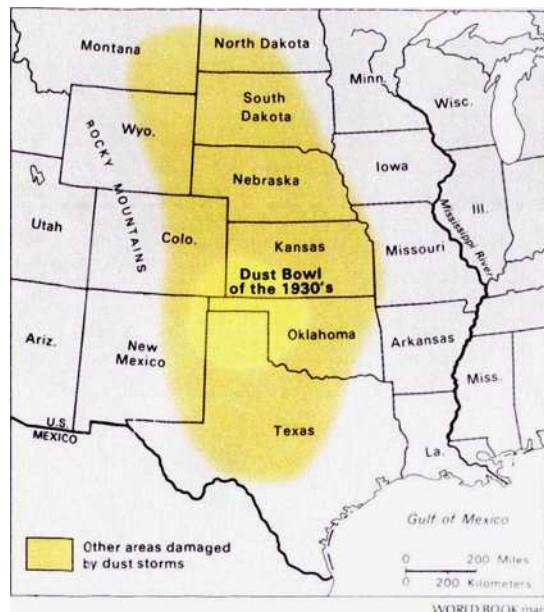 Montana
North Dakota
Minn.
South
Dakota
Wisc.
Wyo.
ROCKY MOUNTAINS
Iowa
Nebraska
Ill.
Mississippi River
Utah
Colo.
Kansas
Missouri
Dust Bowl
of the 1930's
Ariz.
New
Mexico
Oklahoma
Arkansas
Miss.
Texas
U.S.
MEXICO
La.
Gulf of Mexico
Other areas damaged
by dust storms
0 200 Miles
0 200 Kilometers
WORLD BOOK map